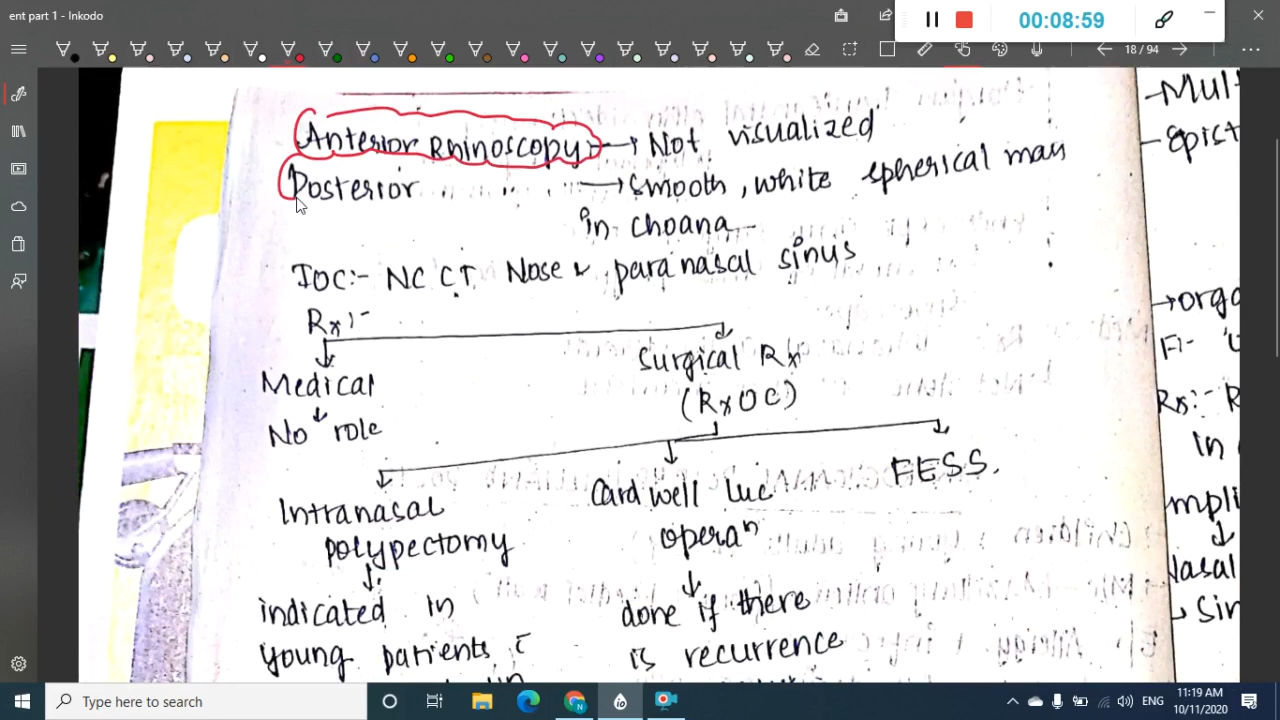 ent part 1 - Inkodo
00:08:59
18 / 94
Anterior Rhinoscopy → Not visualized
Posterior ,, ,, → smooth, white spherical mass
in choana
IOC:- NCCT Nose & paranasal sinus
Rx:-
Medical
No role
Surgical Rx
(RxOC)
Intranasal
polypectomy
indicated in
young patients c
Cardwell Luc
operan
done if there
is recurrence
FESS.
-Mul
-Epist
→ orga
Rx:- R
in
mpli
Nasal
Sin
Type here to search
ENG
11:19 AM
10/11/2020